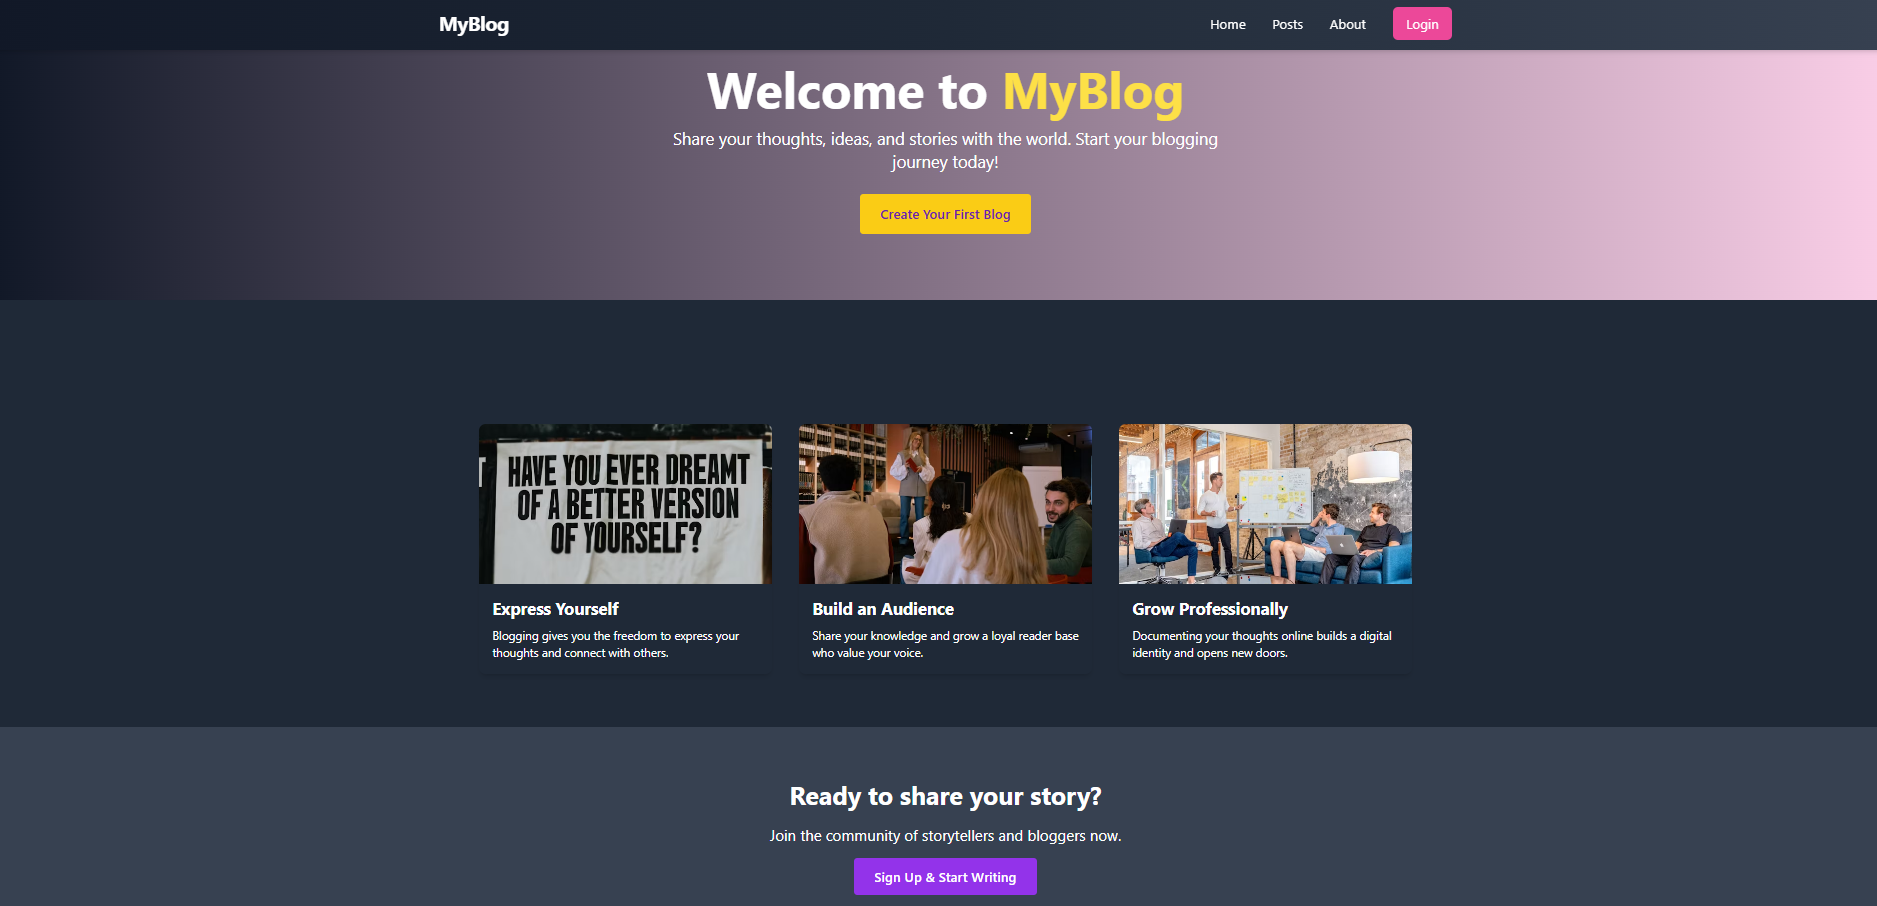 MyBlog
Home Posts About Login
Welcome to MyBlog
Share your thoughts, ideas, and stories with the world. Start your blogging
journey today!
Create Your First Blog
HAVE YOU EVER DREAMT
OF A BETTER VERSION
OF YOURSELF?
Express Yourself
Blogging gives you the freedom to express your
thoughts and connect with others.
Build an Audience
Share your knowledge and grow a loyal reader base
who value your voice.
Grow Professionally
Documenting your thoughts online builds a digital
identity and opens new doors.
Ready to share your story?
Join the community of storytellers and bloggers now.
Sign Up & Start Writing